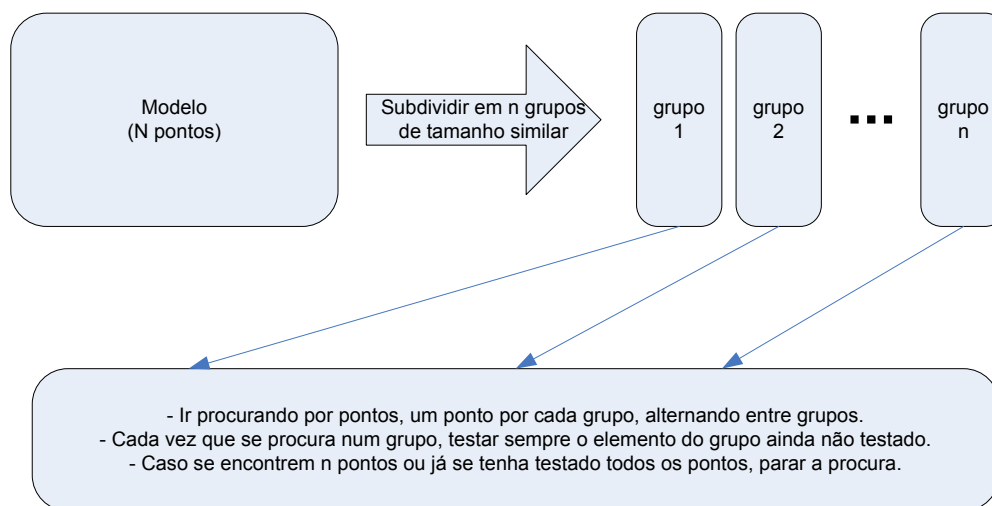 Modelo
(N pontos)
Subdividir em n grupos
de tamanho similar
grupo
1
grupo
2
...
grupo
n
- Ir procurando por pontos, um ponto por cada grupo, alternando entre grupos.
- Cada vez que se procura num grupo, testar sempre o elemento do grupo ainda não testado.
- Caso se encontrem n pontos ou já se tenha testado todos os pontos, parar a procura.